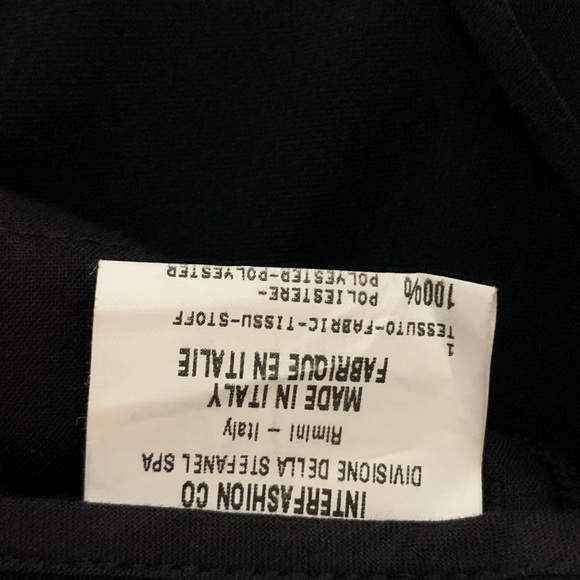 INTERFASHION CO
DIVISIONE DELLA STEFANEL SPA
Rimini – Italy
MADE IN ITALY
FABRIQUE EN ITALIE
1
TESSUTO-FABRIC-TISSU-STOFF
100% POLIESTERE-
POLYESTER-POLYESTER